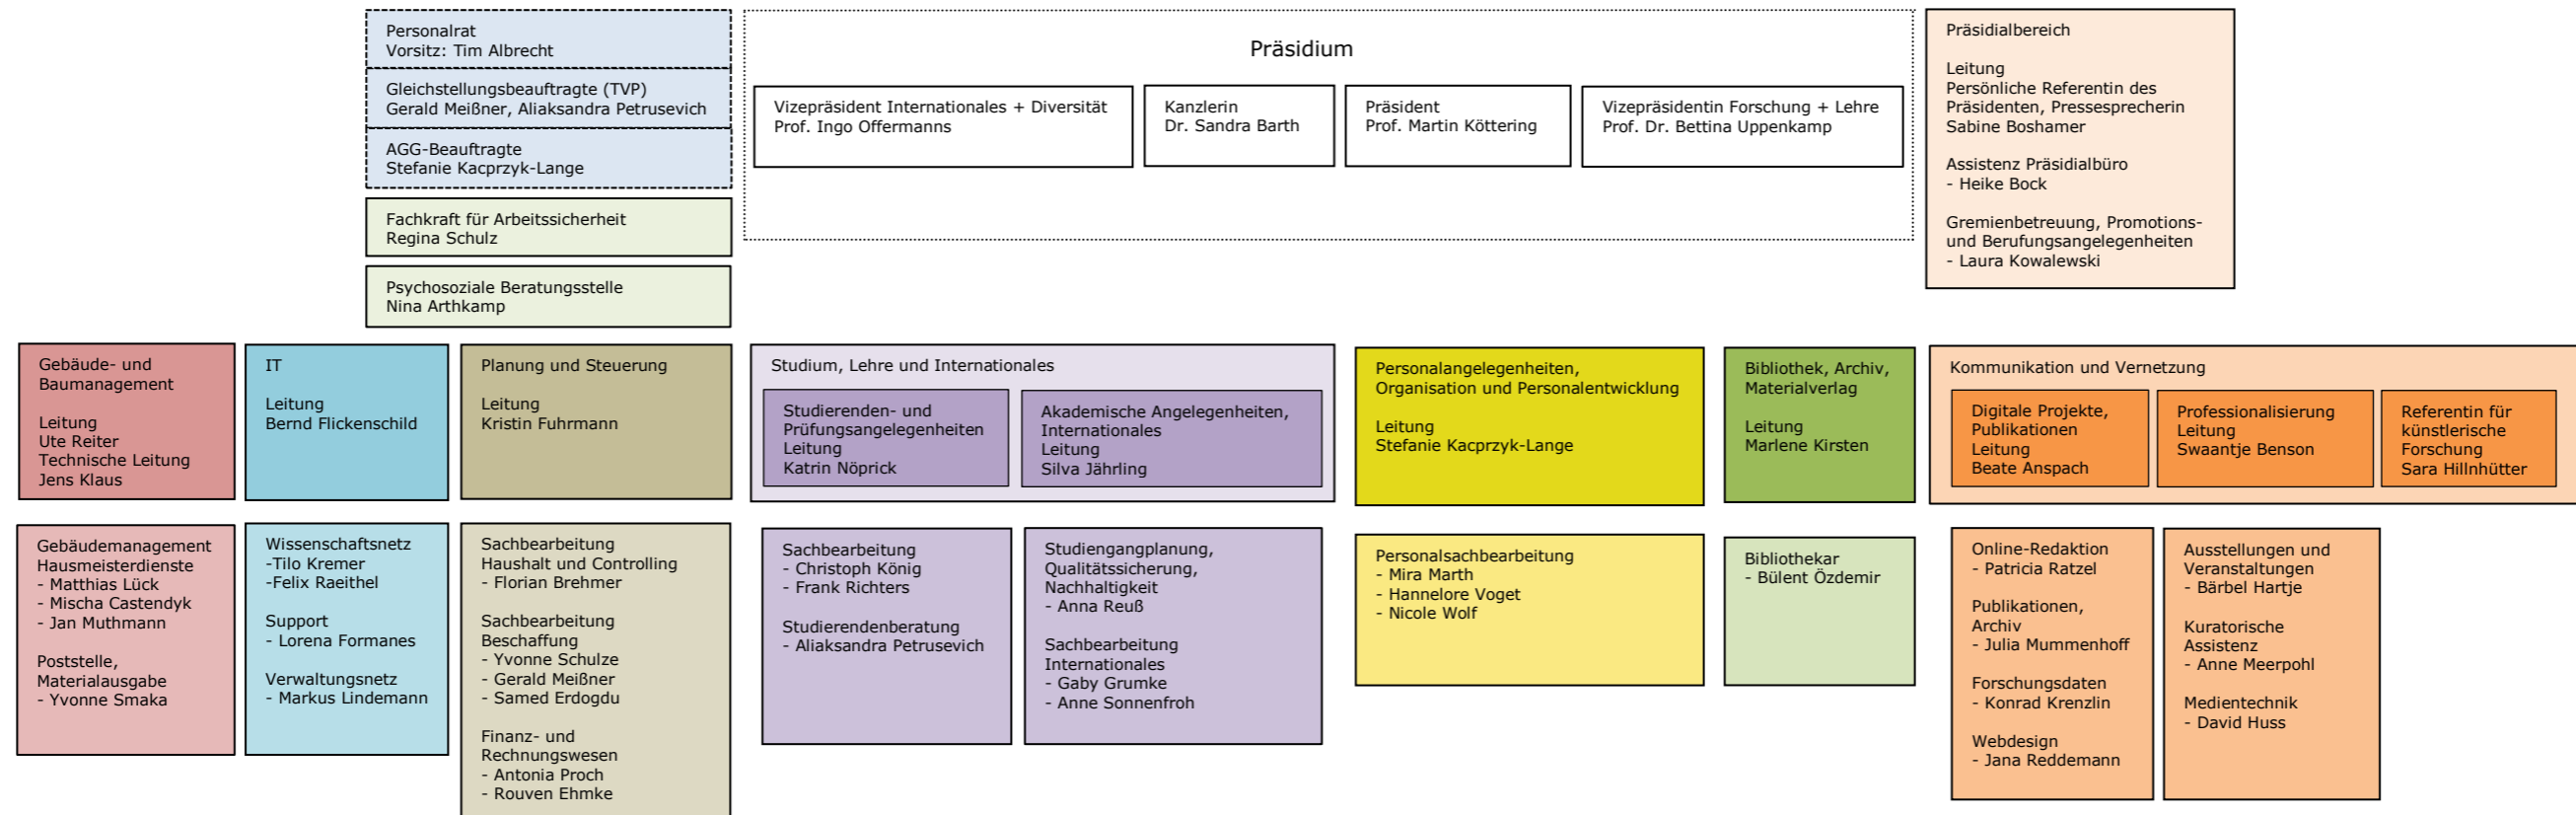 Personalrat
Vorsitz: Tim Albrecht
Gleichstellungsbeauftragte (TVP)
Gerald Meißner, Aliaksandra Petrusevich
AGG-Beauftragte
Stefanie Kacprzyk-Lange
Fachkraft für Arbeitssicherheit
Regina Schulz
Psychosoziale Beratungsstelle
Nina Arthkamp
Präsidium
Vizepräsident Internationales + Diversität
Prof. Ingo Offermanns
Kanzlerin
Dr. Sandra Barth
Präsident
Prof. Martin Köttering
Vizepräsidentin Forschung + Lehre
Prof. Dr. Bettina Uppenkamp
Präsidialbereich
Leitung
Persönliche Referentin des
Präsidenten, Pressesprecherin
Sabine Boshamer
Assistenz Präsidialbüro
- Heike Bock
Gremienbetreuung, Promotions-
und Berufungsangelegenheiten
- Laura Kowalewski
Gebäude- und
Baumanagement
Leitung
Ute Reiter
Technische Leitung
Jens Klaus
IT
Leitung
Bernd Flickenschild
Planung und Steuerung
Leitung
Kristin Fuhrmann
Studium, Lehre und Internationales
Studierenden- und
Prüfungsangelegenheiten
Leitung
Katrin Nöprick
Akademische Angelegenheiten,
Internationales
Leitung
Silva Jährling
Personalangelegenheiten,
Organisation und Personalentwicklung
Leitung
Stefanie Kacprzyk-Lange
Bibliothek, Archiv,
Materialverlag
Leitung
Marlene Kirsten
Kommunikation und Vernetzung
Digitale Projekte,
Publikationen
Leitung
Beate Anspach
Professionalisierung
Leitung
Swaantje Benson
Referentin für
künstlerische
Forschung
Sara Hillnhütter
Gebäudemanagement
Hausmeisterdienste
- Matthias Lück
- Mischa Castendyk
- Jan Muthmann
Poststelle,
Materialausgabe
- Yvonne Smaka
Wissenschaftsnetz
-Tilo Kremer
-Felix Raeithel
Support
- Lorena Formanes
Verwaltungsnetz
- Markus Lindemann
Sachbearbeitung
Haushalt und Controlling
- Florian Brehmer
Sachbearbeitung
Beschaffung
- Yvonne Schulze
- Gerald Meißner
- Samed Erdogdu
Finanz- und
Rechnungswesen
- Antonia Proch
- Rouven Ehmke
Sachbearbeitung
- Christoph König
- Frank Richters
Studierendenberatung
- Aliaksandra Petrusevich
Studiengangplanung,
Qualitätssicherung,
Nachhaltigkeit
- Anna Reuß
Sachbearbeitung
Internationales
- Gaby Grumke
- Anne Sonnenfroh
Personalsachbearbeitung
- Mira Marth
- Hannelore Voget
- Nicole Wolf
Bibliothekar
- Bülent Özdemir
Online-Redaktion
- Patricia Ratzel
Publikationen,
Archiv
- Julia Mummenhoff
Forschungsdaten
- Konrad Krenzlin
Webdesign
- Jana Reddemann
Ausstellungen und
Veranstaltungen
- Bärbel Hartje
Kuratorische
Assistenz
- Anne Meerpohl
Medientechnik
- David Huss